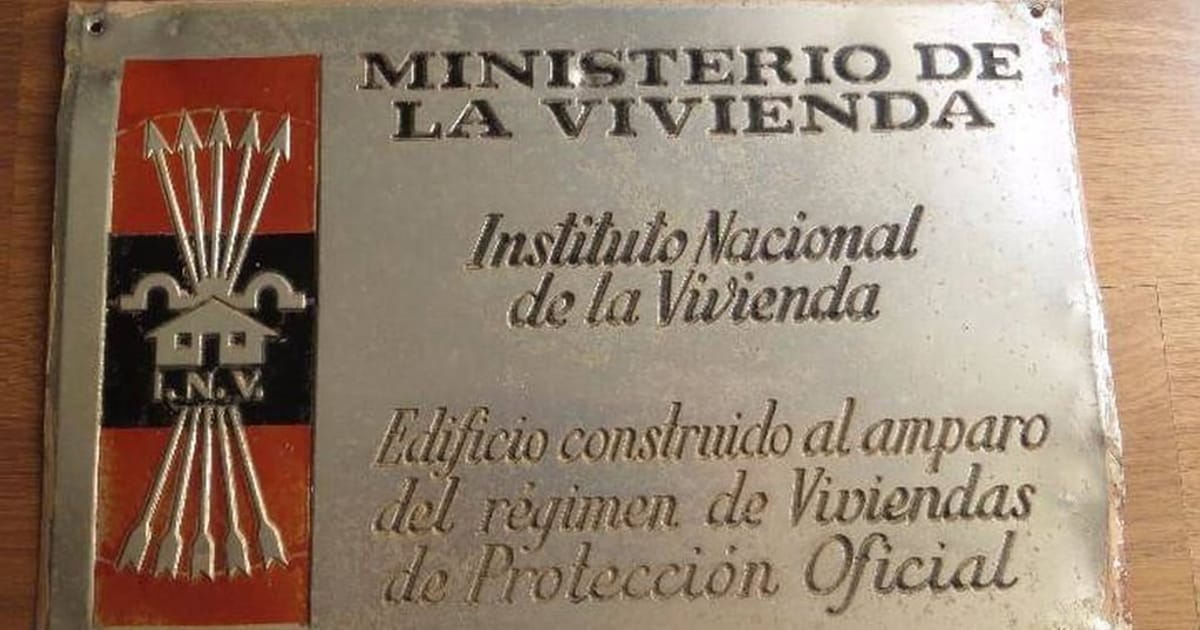 MINISTERIO DE
LA VIVIENDA
Instituto Nacional
de la Vivienda
I.N.V.
Edificio construido al amparo
del régimen de Viviendas
de Protección Oficial